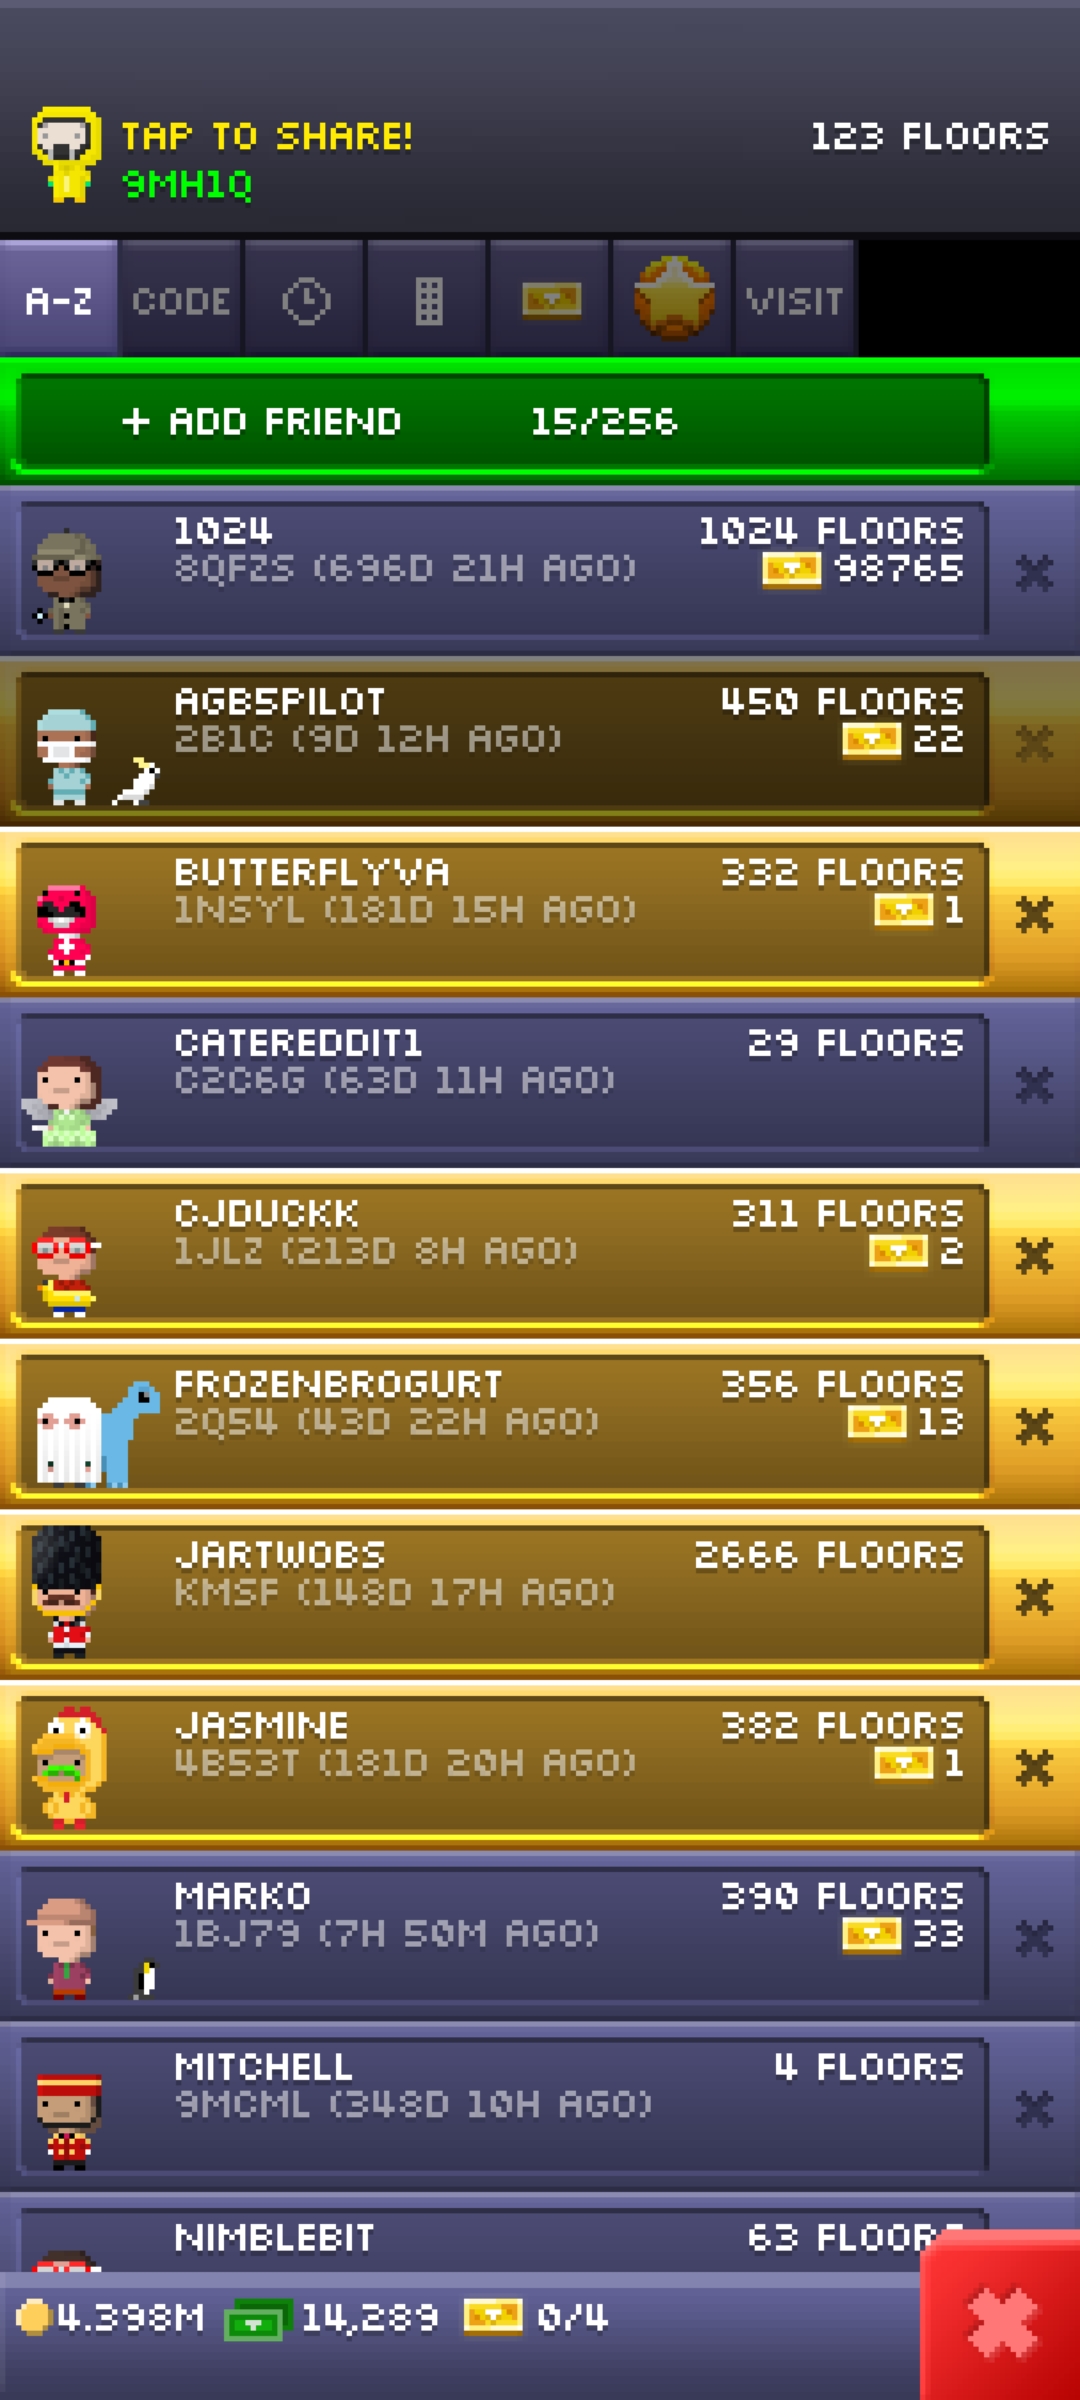 TAP TO SHARE!
123 FLOORS
9MH1Q
A-Z CODE VISIT
+ ADD FRIEND 15/256
1024 1024 FLOORS
8QFZS (696D 21H AGO) 98765
AGB5PILOT 450 FLOORS
2B1C (9D 12H AGO) 22
BUTTERFLYVA 332 FLOORS
1NSYL (181D 15H AGO) 1
CATEREDDIT1 29 FLOORS
C2C6G (63D 11H AGO)
CJDUCKK 311 FLOORS
1JLZ (213D 8H AGO) 2
FROZENBROGURT 356 FLOORS
2Q54 (43D 22H AGO) 13
JARTWOBS 2666 FLOORS
KMSF (148D 17H AGO)
JASMINE 382 FLOORS
4B53T (181D 20H AGO) 1
MARKO 390 FLOORS
1BJ79 (7H 50M AGO) 33
MITCHELL 4 FLOORS
9MCML (348D 10H AGO)
NIMBLEBIT 63 FLOORS
4.398M 14,289 0/4